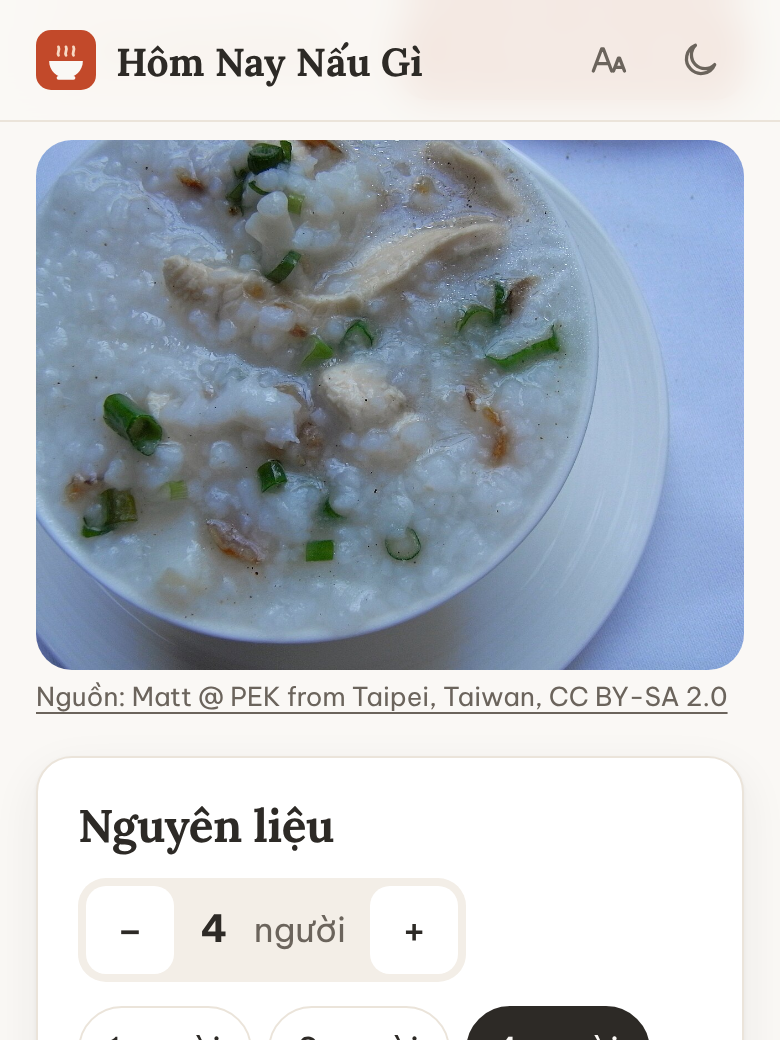 Hôm Nay Nấu Gì
AA
Nguồn: Matt @ PEK from Taipei, Taiwan, CC BY-SA 2.0
Nguyên liệu
− 4 người +